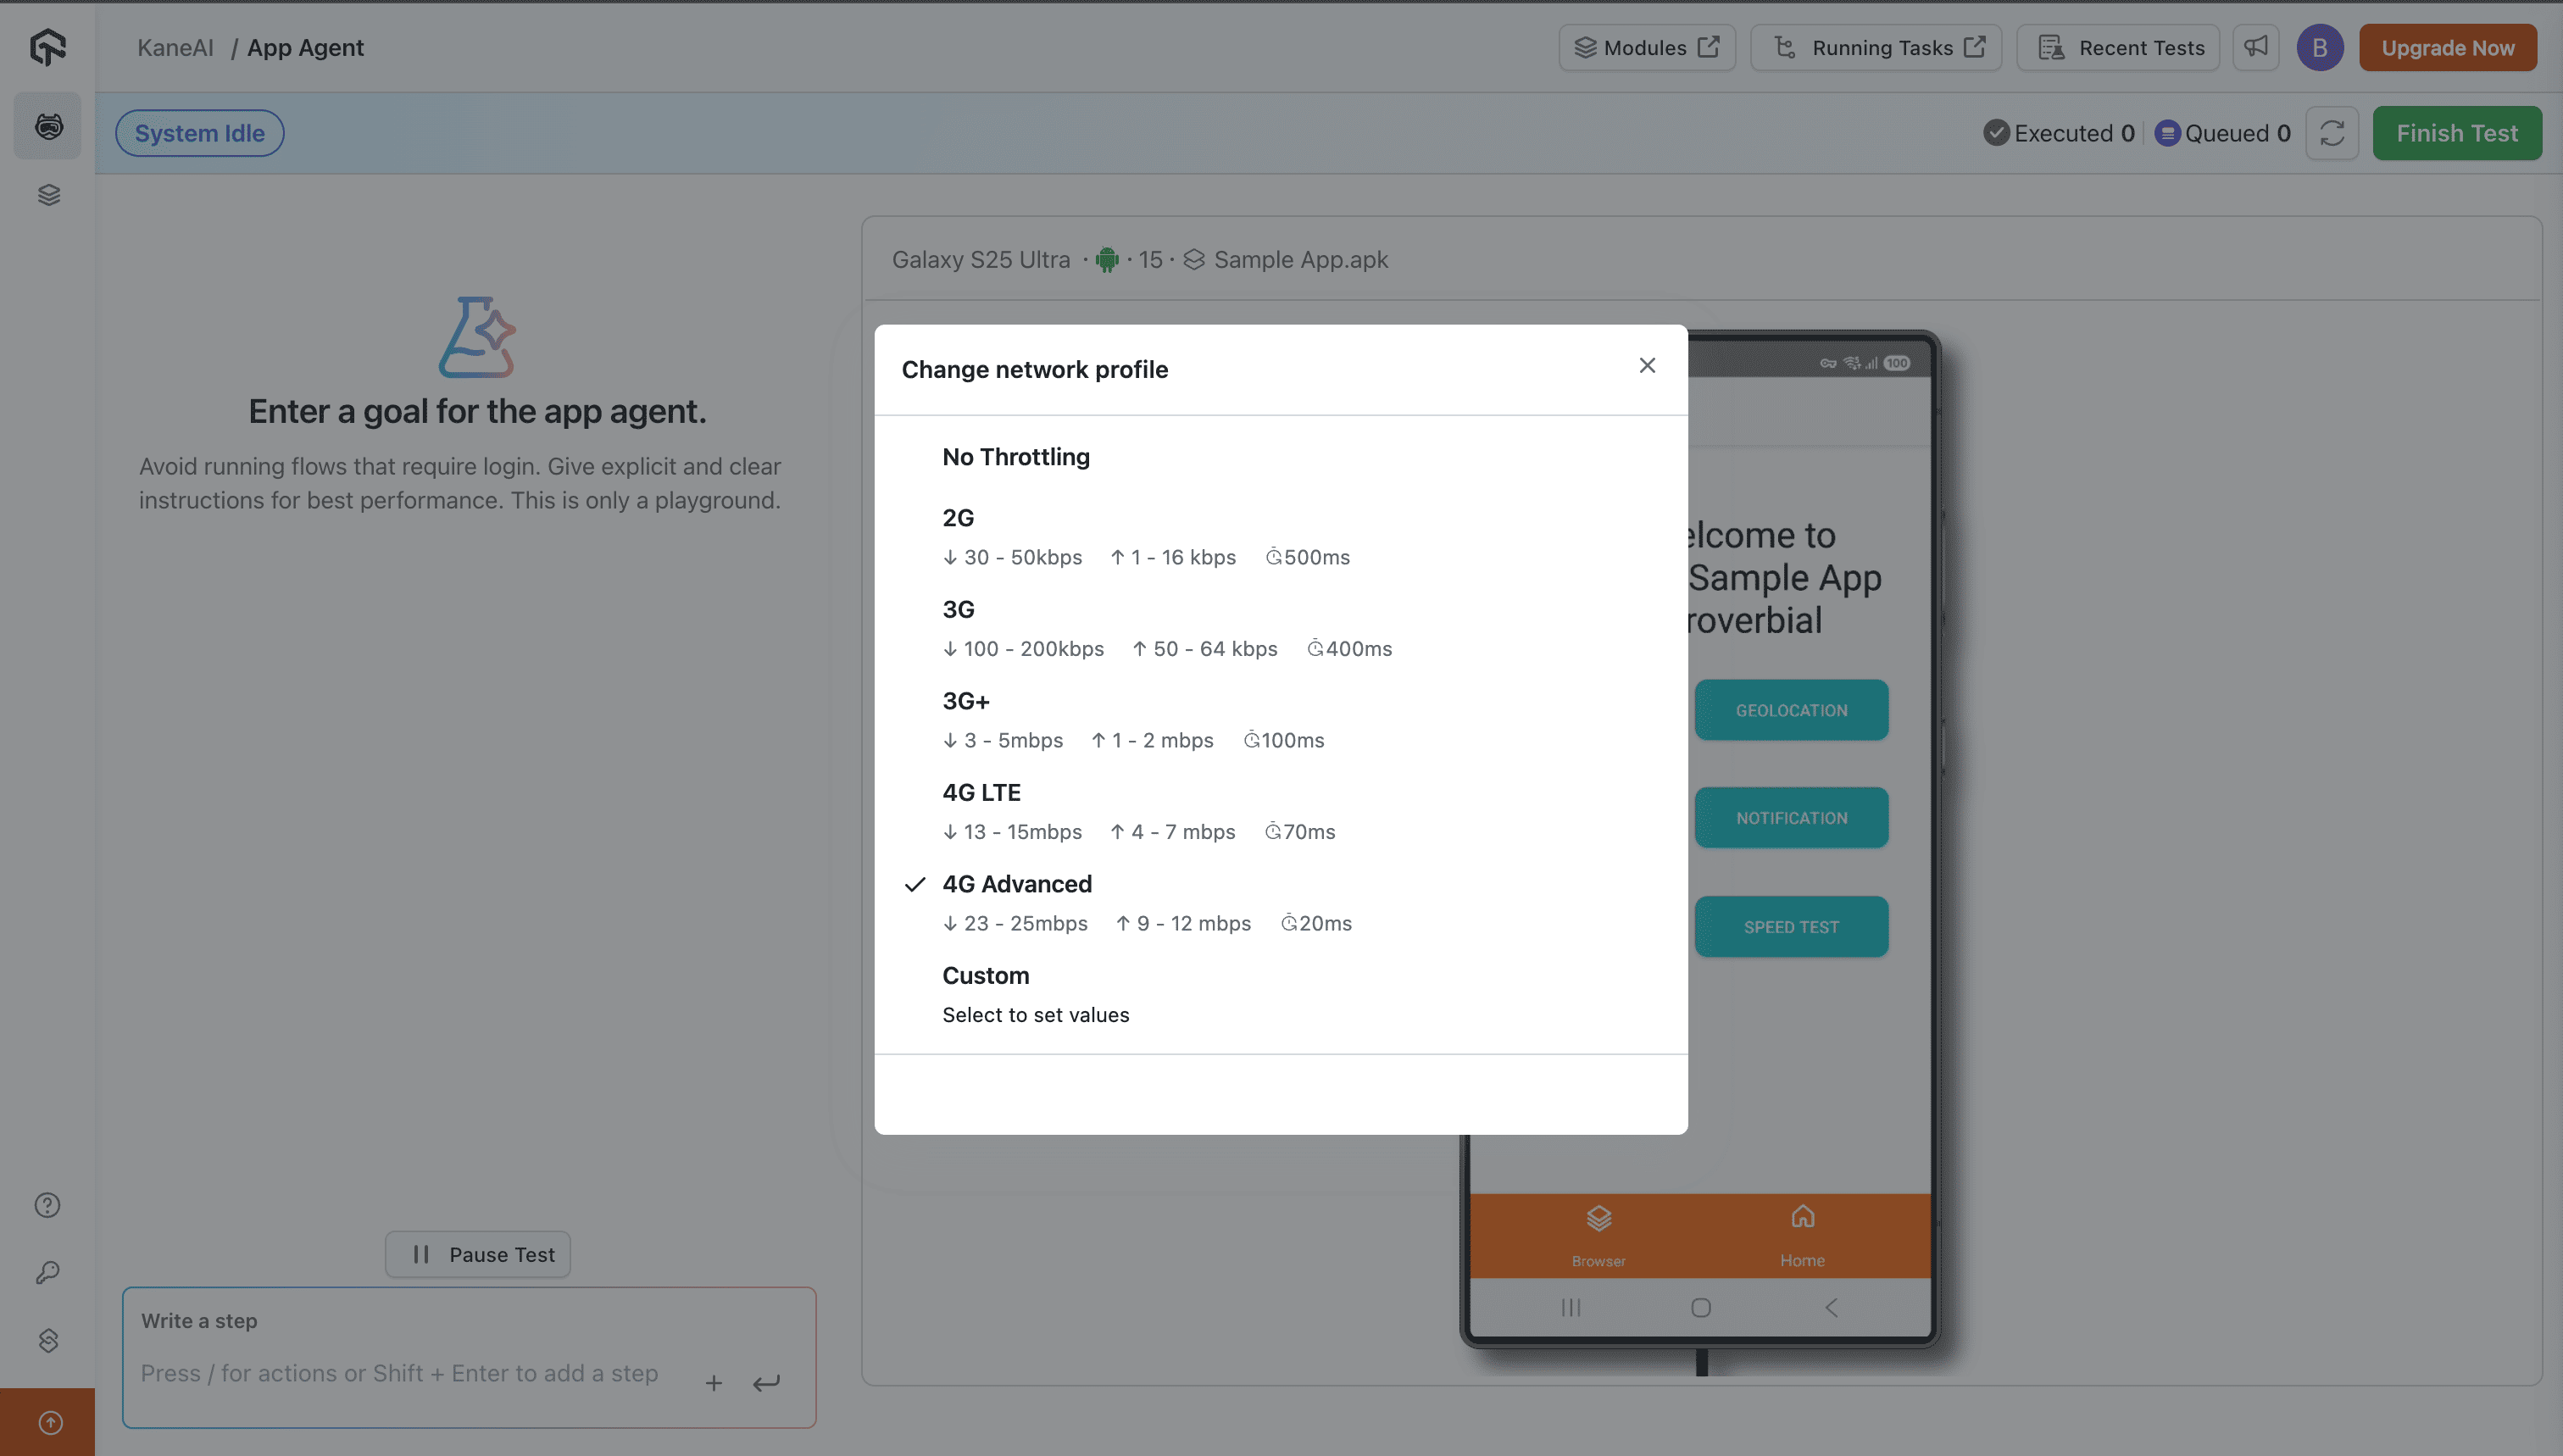 KaneAI / App Agent
Modules
Running Tasks
Recent Tests
B
Upgrade Now
System Idle
Executed 0
Queued 0
Finish Test
Enter a goal for the app agent.
Avoid running flows that require login. Give explicit and clear
instructions for best performance. This is only a playground.
Galaxy S25 Ultra · 15 · Sample App.apk
100
Change network profile
No Throttling
2G
↓ 30 - 50kbps ↑ 1 - 16 kbps 500ms
3G
↓ 100 - 200kbps ↑ 50 - 64 kbps 400ms
3G+
↓ 3 - 5mbps ↑ 1 - 2 mbps 100ms
4G LTE
↓ 13 - 15mbps ↑ 4 - 7 mbps 70ms
4G Advanced
↓ 23 - 25mbps ↑ 9 - 12 mbps 20ms
Custom
Select to set values
elcome to
Sample App
roverbial
GEOLOCATION
NOTIFICATION
SPEED TEST
Browser
Home
Pause Test
Write a step
Press / for actions or Shift + Enter to add a step